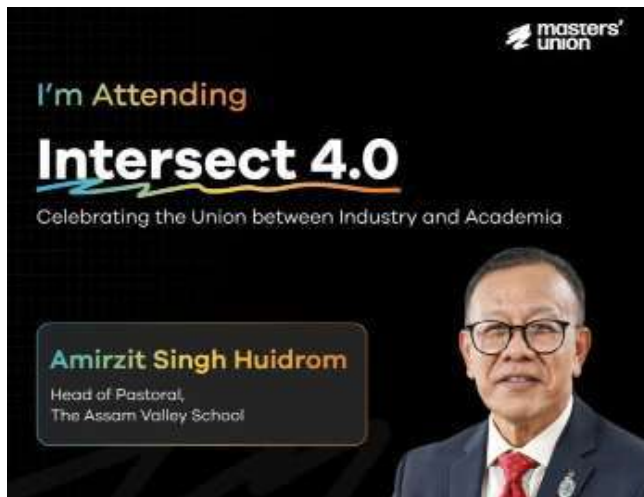 masters'
union
I'm Attending
Intersect 4.0
Celebrating the Union between Industry and Academia
Amirzit Singh Huidrom
Head of Pastoral,
The Assam Valley School